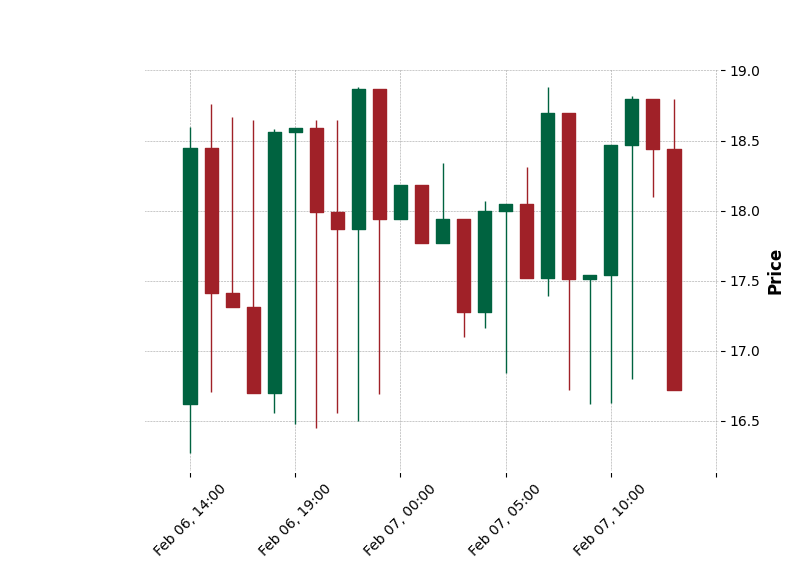 19.0
18.5
18.0
17.5
17.0
16.5
Price
Feb 06, 14:00
Feb 06, 19:00
Feb 07, 00:00
Feb 07, 05:00
Feb 07, 10:00